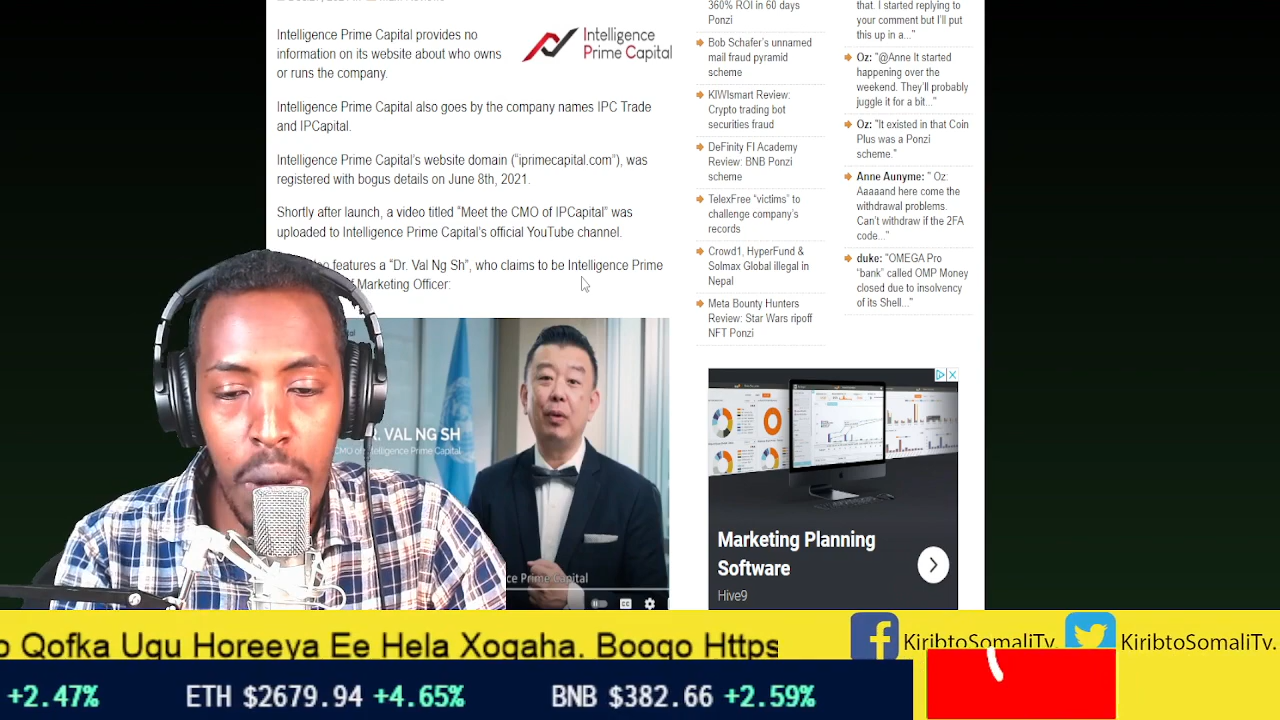 Intelligence Prime Capital provides no
information on its website about who owns
or runs the company.
Intelligence
Prime Capital
Intelligence Prime Capital also goes by the company names IPC Trade
and IPCapital.
Intelligence Prime Capital's website domain ("iprimecapital.com"), was
registered with bogus details on June 8th, 2021.
Shortly after launch, a video titled "Meet the CMO of IPCapital" was
uploaded to Intelligence Prime Capital's official YouTube channel.
features a "Dr. Val Ng Sh", who claims to be Intelligence Prime
Marketing Officer:
DR. VAL NG SH
CMO of Intelligence Prime Capital
ce Prime Capital
CC
360% ROI in 60 days
Ponzi
Bob Schafer's unnamed
mail fraud pyramid
scheme
KIWIsmart Review:
Crypto trading bot
securities fraud
DeFinity FI Academy
Review: BNB Ponzi
scheme
TelexFree "victims" to
challenge company's
records
Crowd1, HyperFund &
Solmax Global illegal in
Nepal
Meta Bounty Hunters
Review: Star Wars ripoff
NFT Ponzi
that. I started replying to
your comment but I'll put
this up in a..."
Oz: "@Anne It started
happening over the
weekend. They'll probably
juggle it for a bit..."
Oz: "It existed in that Coin
Plus was a Ponzi
scheme."
Anne Aunyme: " Oz:
Aaaaand here come the
withdrawal problems.
Can't withdraw if the 2FA
code..."
duke: "OMEGA Pro
"bank" called OMP Money
closed due to insolvency
of its Shell..."
Marketing Planning
Software
Hive9
o Qofka Ugu Horeeya Ee Hela Xogaha. Booqo Https
KiribtoSomaliTv.
KiribtoSomaliTv.
+2.47% ETH $2679.94 +4.65% BNB $382.66 +2.59%